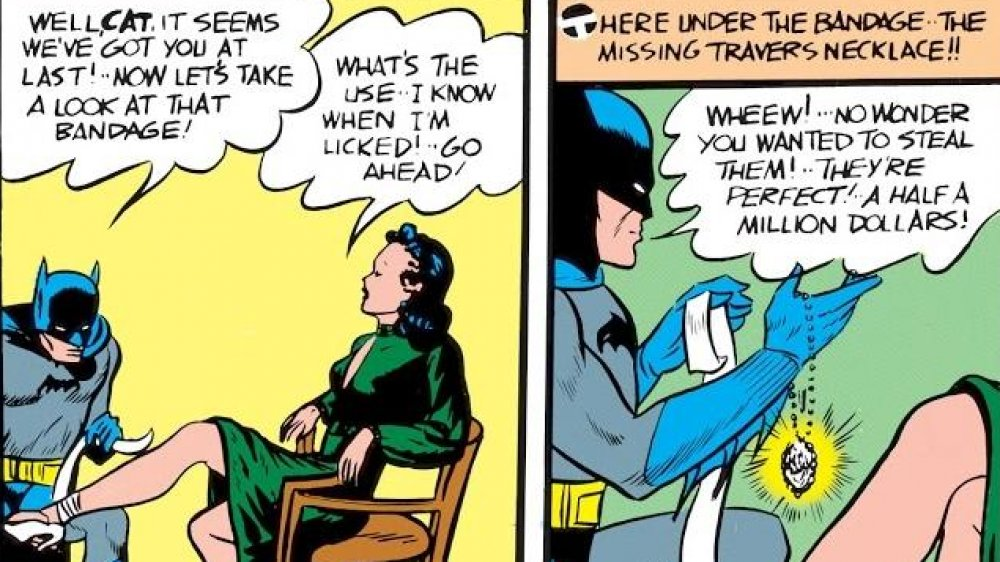 WELL, CAT. IT SEEMS
WE'VE GOT YOU AT
LAST!..NOW LET'S TAKE
A LOOK AT THAT
BANDAGE!
WHAT'S THE
USE..I KNOW
WHEN I'M
LICKED!..GO
AHEAD!
THERE UNDER THE BANDAGE..THE
MISSING TRAVERS NECKLACE!!
WHEEW!..NO WONDER
YOU WANTED TO STEAL
THEM!..THEY'RE
PERFECT!..A HALF A
MILLION DOLLARS!